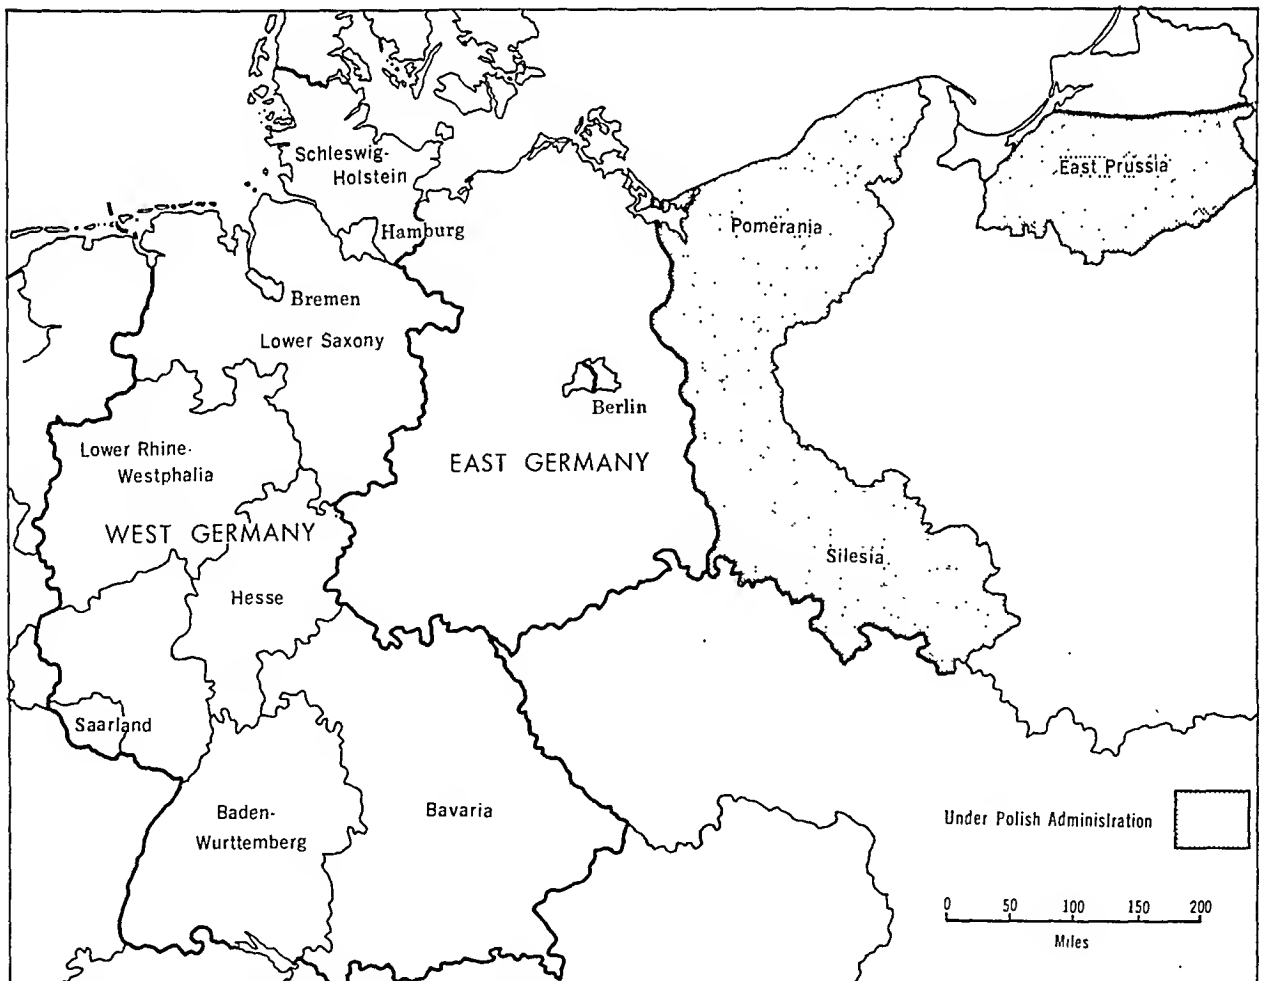 Schleswig-
Holstein
East Prussia
Pomerania
Hamburg
Bremen
Lower Saxony
Berlin
Lower Rhine-
Westphalia
EAST GERMANY
WEST GERMANY
Silesia
Hesse
Saarland
Baden-
Wurttemberg
Bavaria
Under Polish Administration
0 50 100 150 200
Miles